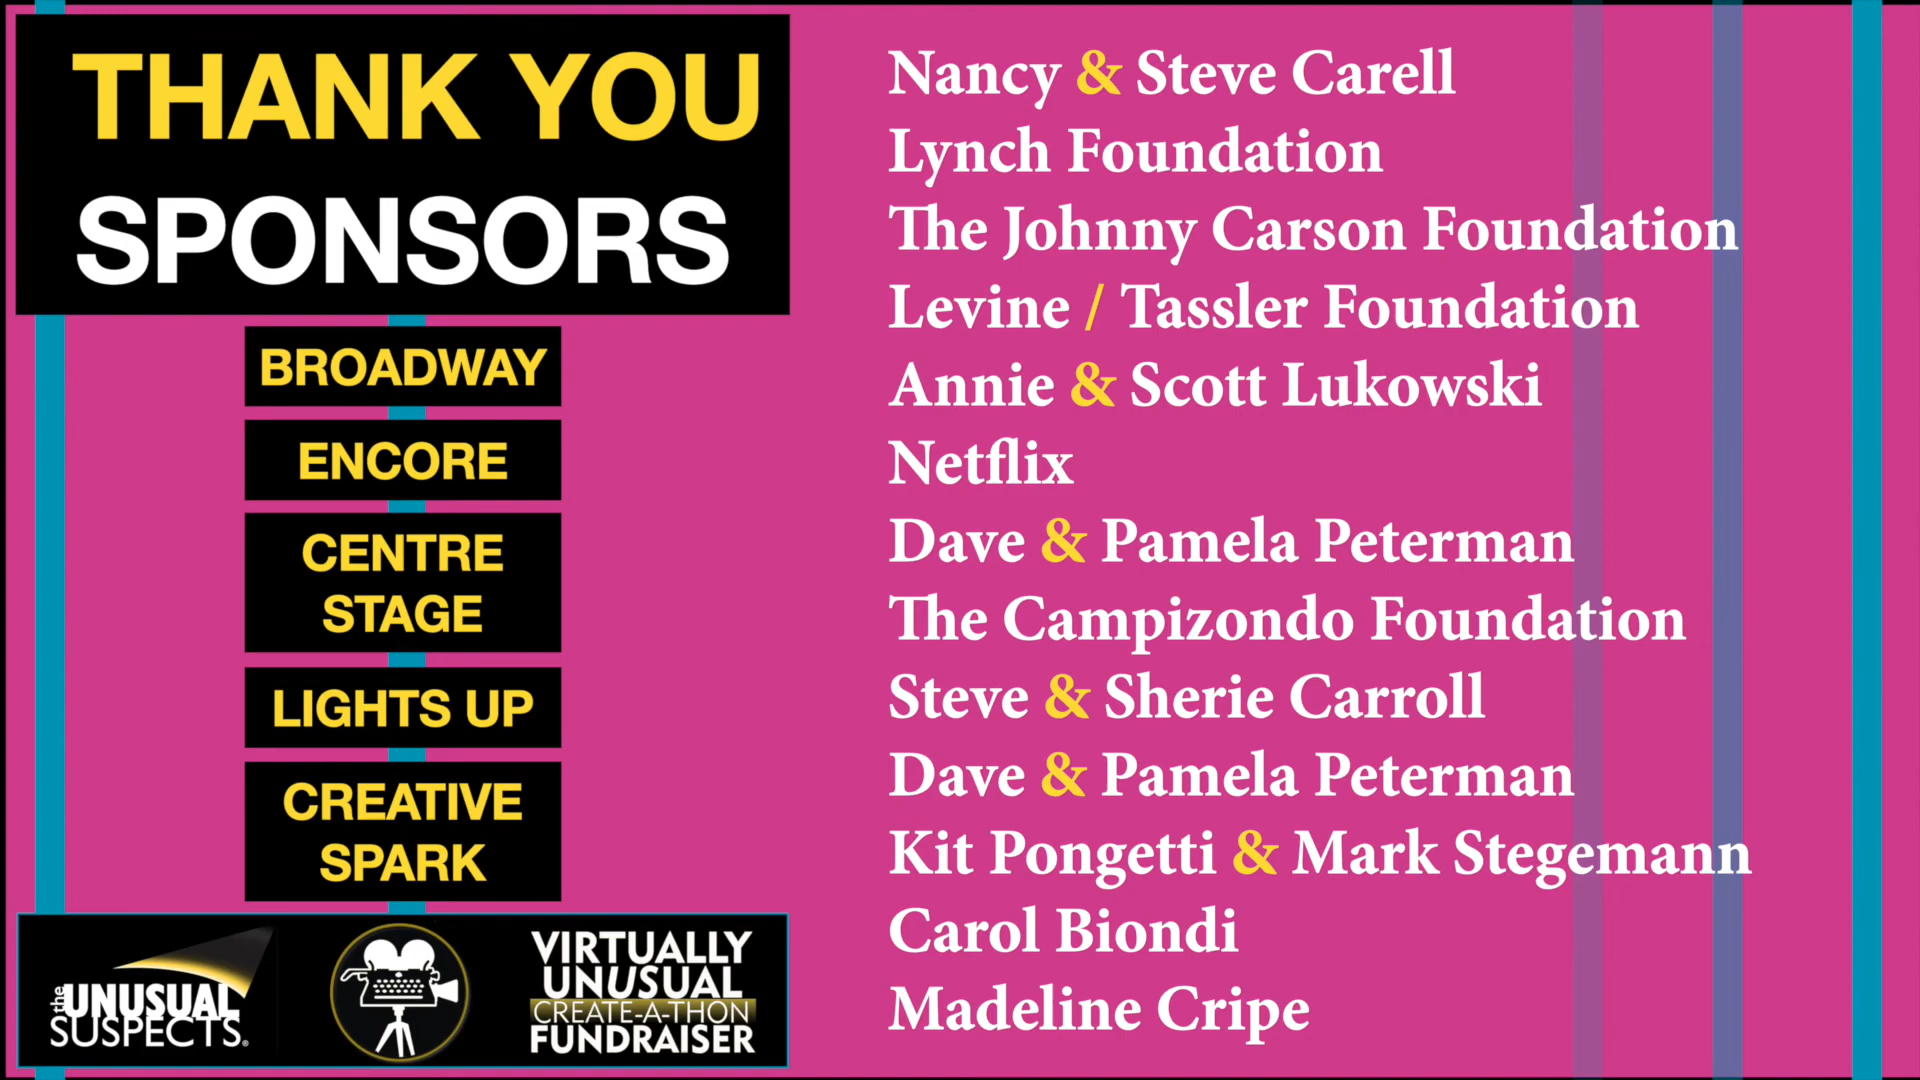 THANK YOU
SPONSORS
BROADWAY
ENCORE
CENTRE
STAGE
LIGHTS UP
CREATIVE
SPARK
the UNUSUAL
SUSPECTS®
VIRTUALLY
UNUSUAL
CREATE-A-THON
FUNDRAISER
Nancy & Steve Carell
Lynch Foundation
The Johnny Carson Foundation
Levine / Tassler Foundation
Annie & Scott Lukowski
Netflix
Dave & Pamela Peterman
The Campizondo Foundation
Steve & Sherie Carroll
Dave & Pamela Peterman
Kit Pongetti & Mark Stegemann
Carol Biondi
Madeline Cripe